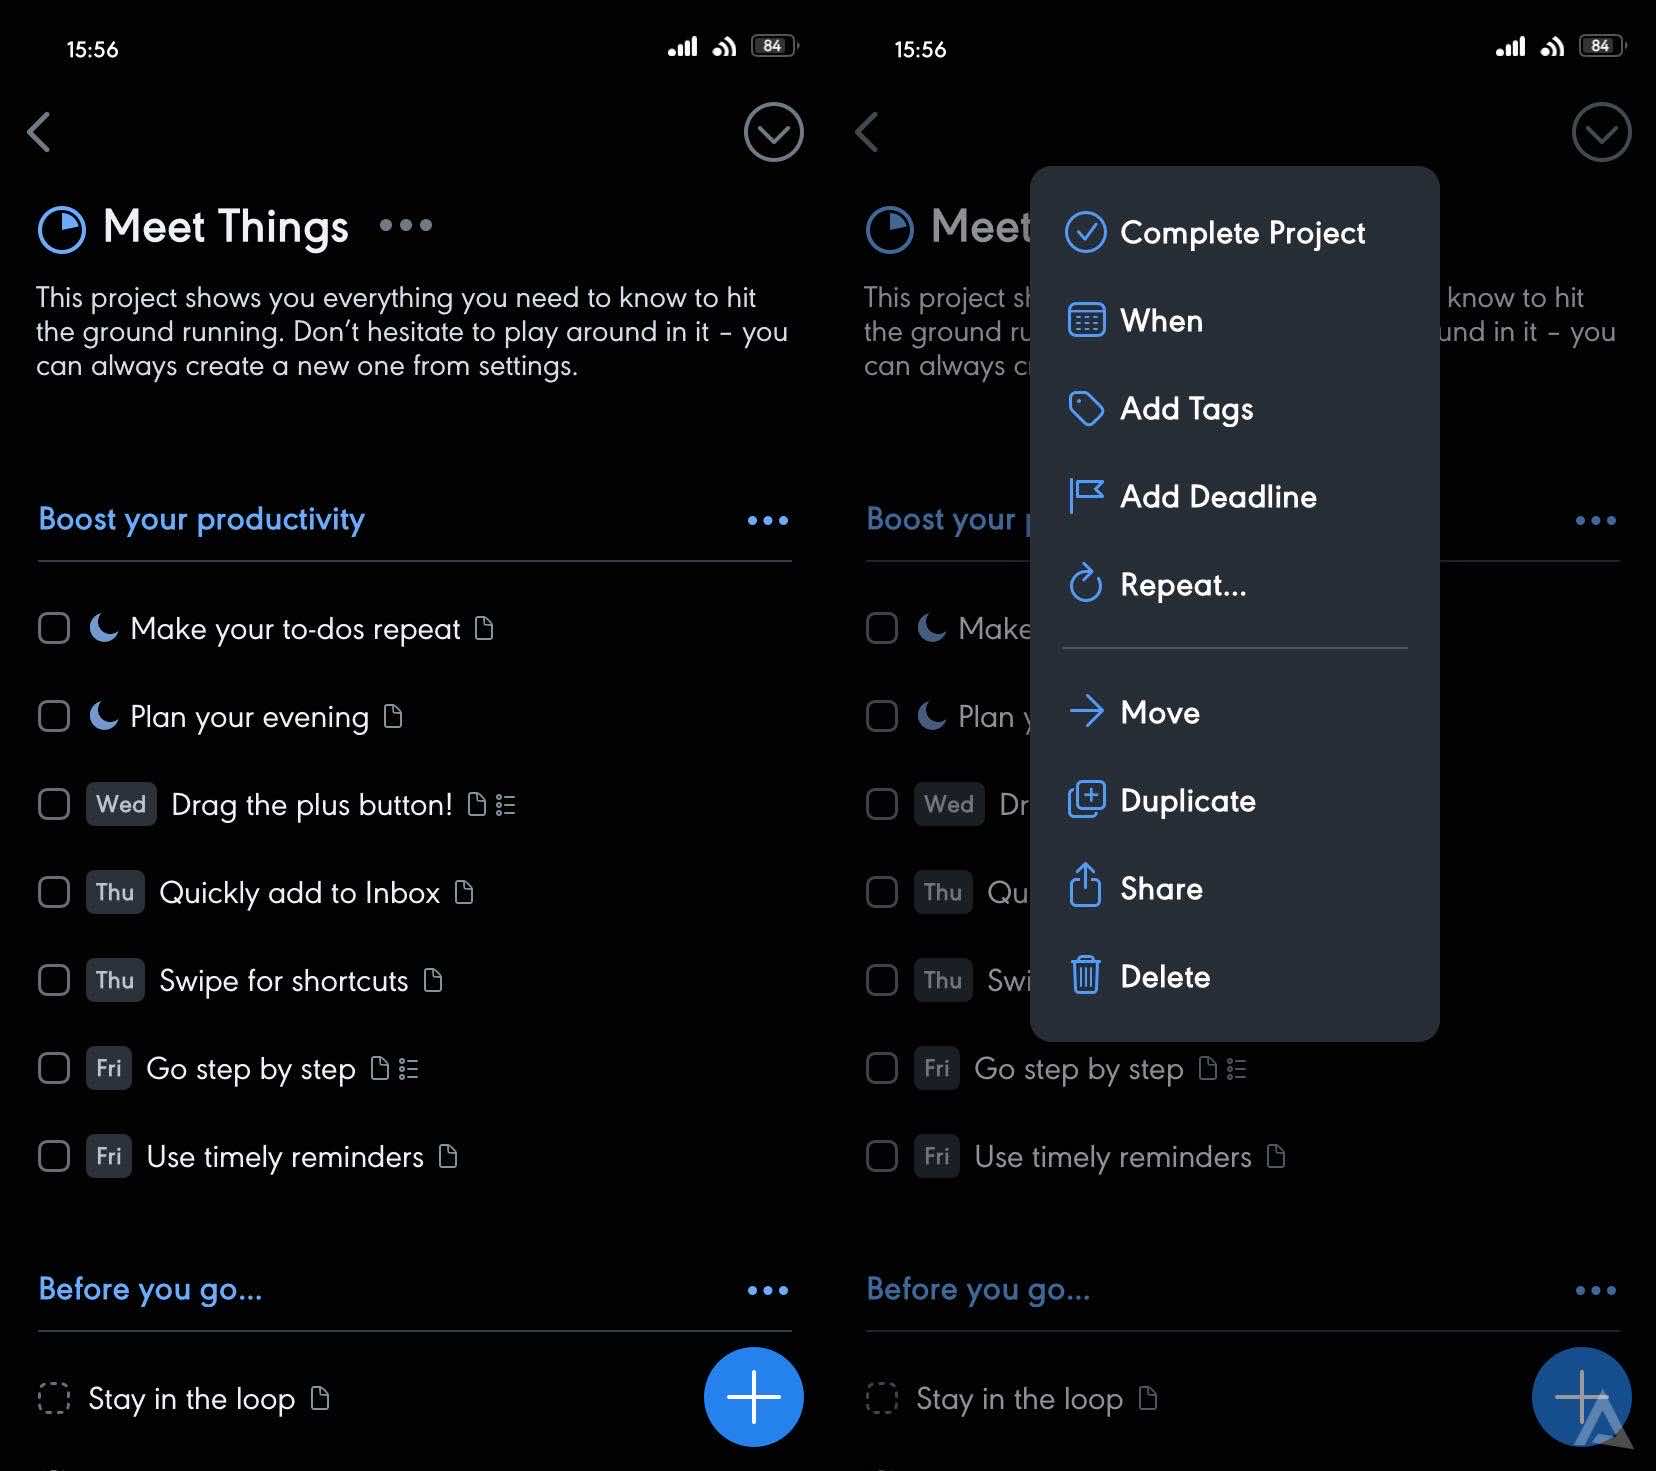 15:56
84
Meet Things
This project shows you everything you need to know to hit
the ground running. Don’t hesitate to play around in it – you
can always create a new one from settings.
Boost your productivity
Make your to-dos repeat
Plan your evening
Wed Drag the plus button!
Thu Quickly add to Inbox
Thu Swipe for shortcuts
Fri Go step by step
Fri Use timely reminders
Before you go...
Stay in the loop
15:56
84
Meet
This project know to hit
the ground und in it – you
can always
Boost your
Make
Plan
Wed
Thu
Thu
Fri Go step by step
Fri Use timely reminders
Before you go...
Stay in the loop
Complete Project
When
Add Tags
Add Deadline
Repeat...
Move
Duplicate
Share
Delete